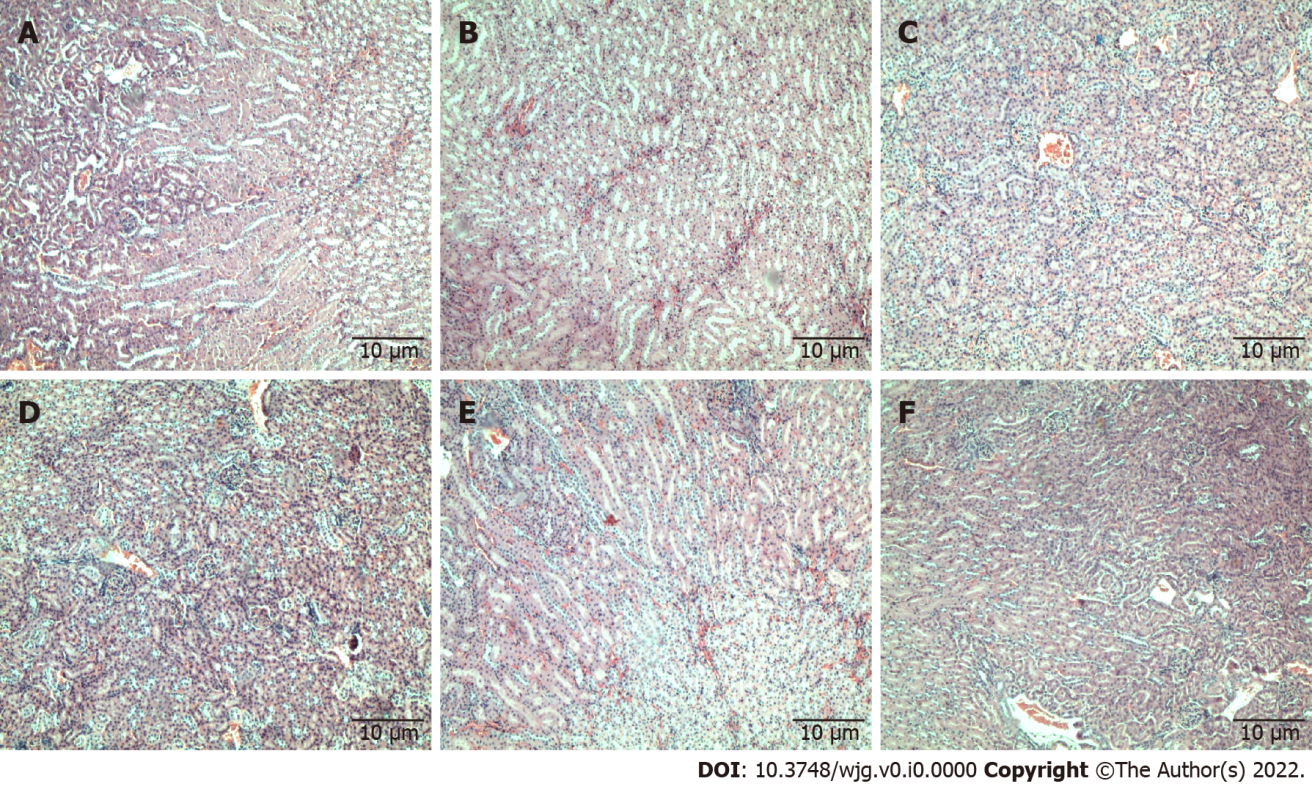 A
B
C
10 μm
10 μm
10 μm
D
E
F
10 μm
10 μm
10 μm
DOI: 10.3748/wjg.v0.i0.0000 Copyright ©The Author(s) 2022.